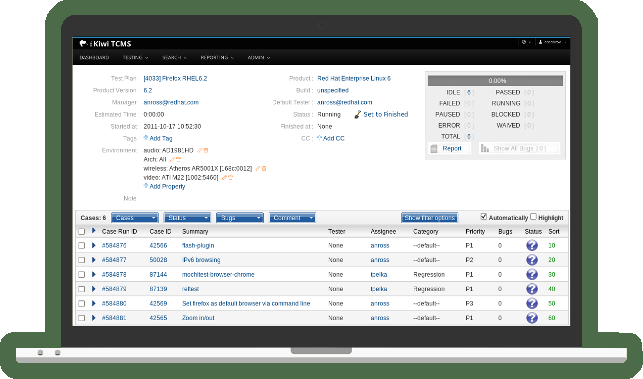 Kiwi TCMS
DASHBOARD TESTING SEARCH REPORTING ADMIN
Test Plan [4033] Firefox RHEL6.2 Product : Red Hat Enterprise Linux 6
Product Version 6.2 Build : unspecified
Manager anross@redhat.com Default Tester : anross@redhat.com
Estimated Time 0:00:00 Status : Running Set to Finished
Started at 2011-10-17 10:52:30 Finished at : None
Tags Add Tag CC : Add CC
Environment audio: AD1981HD
Arch: All
wireless: Atheros AR5001X [168c:0012]
video: ATI M22 [1002:5460]
Add Property
Note
0.00%
IDLE [ 6 ] PASSED [ 0 ]
FAILED [ 0 ] RUNNING [ 0 ]
PAUSED [ 0 ] BLOCKED [ 0 ]
ERROR [ 0 ] WAIVED [ 0 ]
TOTAL 6
Report Show All Bugs [ 0 ]
Cases: 6 Cases Status Bugs Comment Show filter options Automatically Highlight
Case Run ID Case ID Summary Tester Assignee Category Priority Bugs Status Sort
#584876 42566 flash-plugin None anross --default-- P1 0 10
#584877 50028 IPv6 browsing None anross --default-- P2 0 20
#584878 87144 mochitest-browser-chrome None tpelka Regression P1 0 30
#584879 87139 reftest None tpelka Regression P1 0 40
#584880 42569 Set firefox as default browser via command line None anross --default-- P3 0 50
#584881 42565 Zoom in/out None anross --default-- P1 0 60